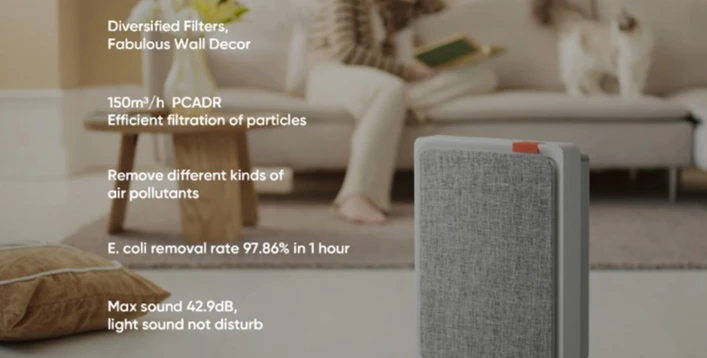 Diversified Filters,
Fabulous Wall Decor
150m³/h PCADR
Efficient filtration of particles
Remove different kinds of
air pollutants
E. coli removal rate 97.86% in 1 hour
Max sound 42.9dB,
light sound not disturb